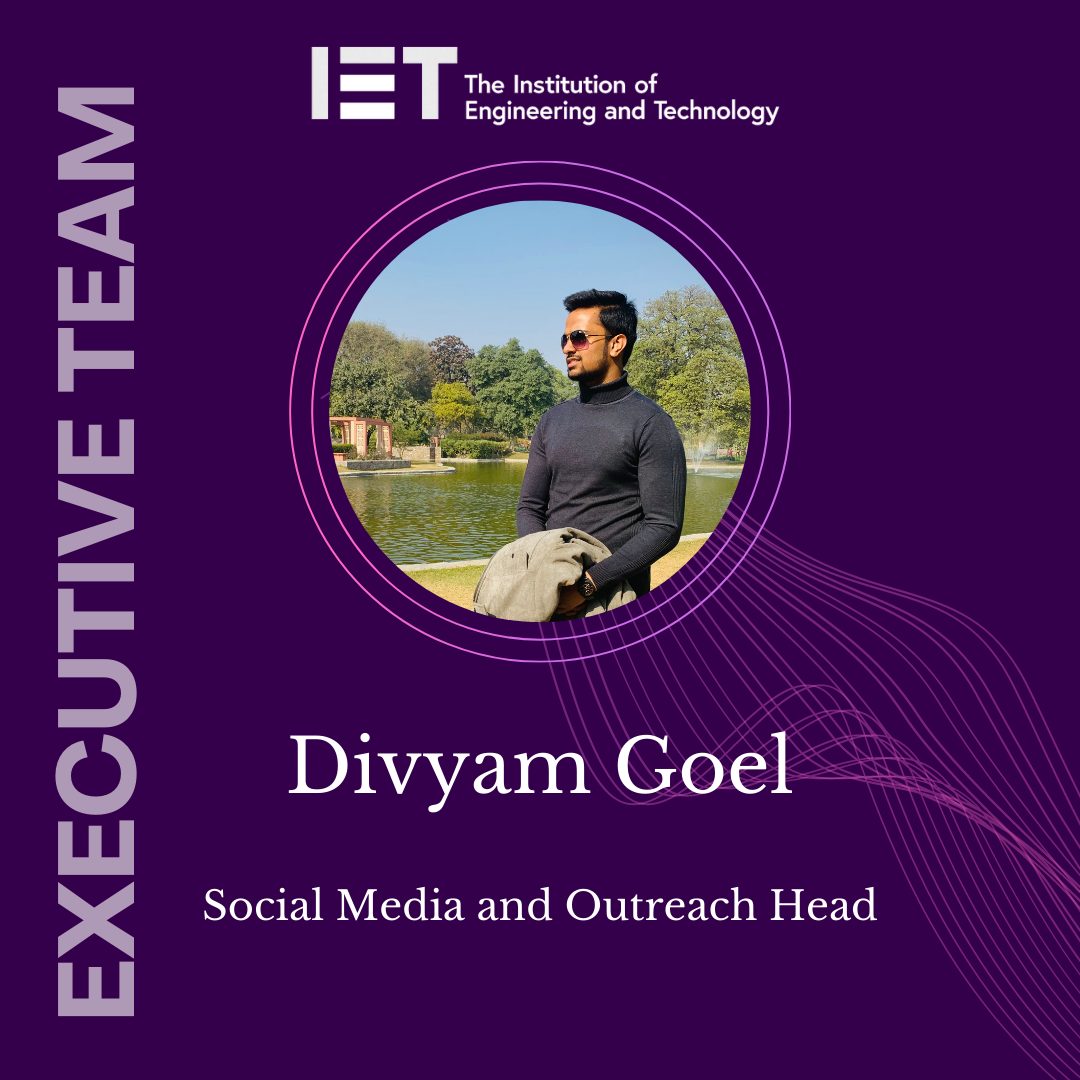 IET
The Institution of
Engineering and Technology
EXECUTIVE TEAM
Divyam Goel
Social Media and Outreach Head